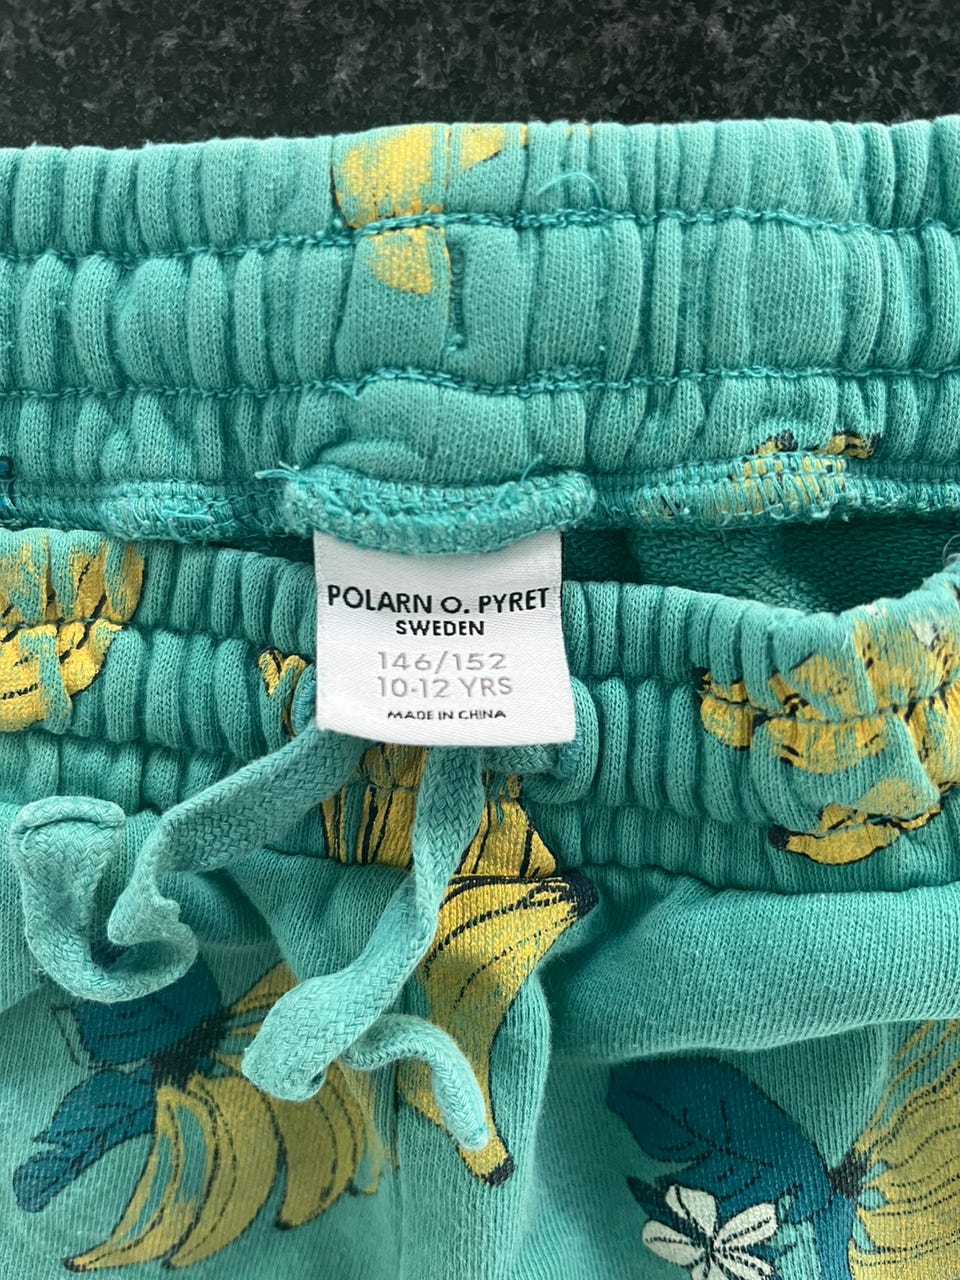 POLARN O. PYRET
SWEDEN
146/152
10-12 YRS
MADE IN CHINA